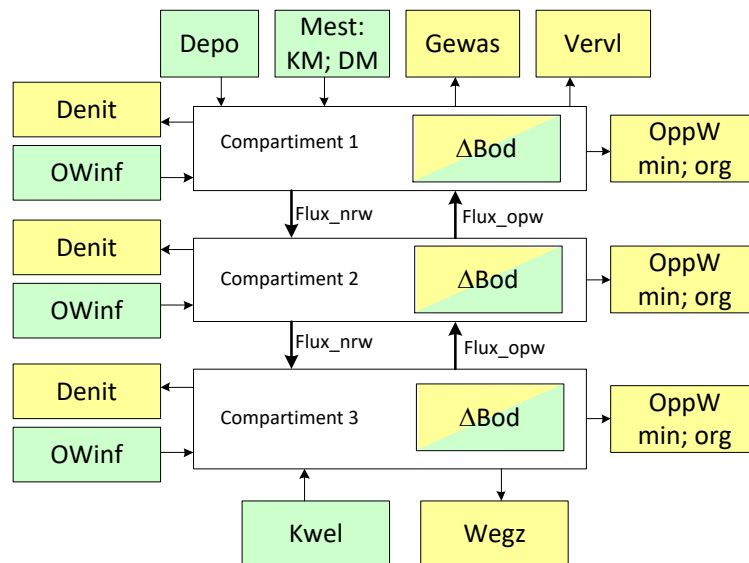 Depo
Mest:
KM; DM
Gewas
Vervl
Denit
OWinf
Compartiment 1
ΔBod
OppW
min; org
Flux_nrw
Flux_opw
Denit
OWinf
Compartiment 2
ΔBod
OppW
min; org
Flux_nrw
Flux_opw
Denit
OWinf
Compartiment 3
ΔBod
OppW
min; org
Kwel
Wegz